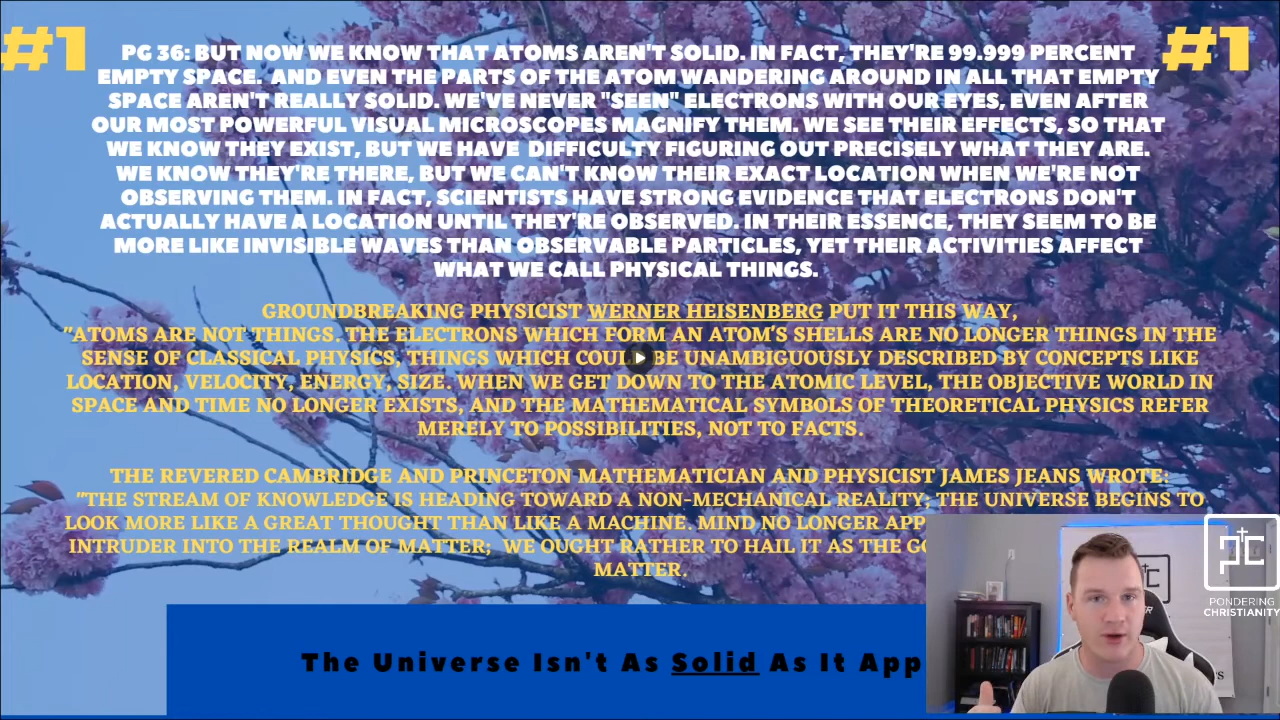 #1
#1
PG 36: BUT NOW WE KNOW THAT ATOMS AREN'T SOLID. IN FACT, THEY'RE 99.999 PERCENT
EMPTY SPACE. AND EVEN THE PARTS OF THE ATOM WANDERING AROUND IN ALL THAT EMPTY
SPACE AREN'T REALLY SOLID. WE'VE NEVER "SEEN" ELECTRONS WITH OUR EYES, EVEN AFTER
OUR MOST POWERFUL VISUAL MICROSCOPES MAGNIFY THEM. WE SEE THEIR EFFECTS, SO THAT
WE KNOW THEY EXIST, BUT WE HAVE DIFFICULTY FIGURING OUT PRECISELY WHAT THEY ARE.
WE KNOW THEY'RE THERE, BUT WE CAN'T KNOW THEIR EXACT LOCATION WHEN WE'RE NOT
OBSERVING THEM. IN FACT, SCIENTISTS HAVE STRONG EVIDENCE THAT ELECTRONS DON'T
ACTUALLY HAVE A LOCATION UNTIL THEY'RE OBSERVED. IN THEIR ESSENCE, THEY SEEM TO BE
MORE LIKE INVISIBLE WAVES THAN OBSERVABLE PARTICLES, YET THEIR ACTIVITIES AFFECT
WHAT WE CALL PHYSICAL THINGS.
GROUNDBREAKING PHYSICIST WERNER HEISENBERG PUT IT THIS WAY,
"ATOMS ARE NOT THINGS. THE ELECTRONS WHICH FORM AN ATOM'S SHELLS ARE NO LONGER THINGS IN THE
SENSE OF CLASSICAL PHYSICS, THINGS WHICH COUL BE UNAMBIGUOUSLY DESCRIBED BY CONCEPTS LIKE
LOCATION, VELOCITY, ENERGY, SIZE. WHEN WE GET DOWN TO THE ATOMIC LEVEL, THE OBJECTIVE WORLD IN
SPACE AND TIME NO LONGER EXISTS, AND THE MATHEMATICAL SYMBOLS OF THEORETICAL PHYSICS REFER
MERELY TO POSSIBILITIES, NOT TO FACTS.
THE REVERED CAMBRIDGE AND PRINCETON MATHEMATICIAN AND PHYSICIST JAMES JEANS WROTE:
"THE STREAM OF KNOWLEDGE IS HEADING TOWARD A NON-MECHANICAL REALITY; THE UNIVERSE BEGINS TO
LOOK MORE LIKE A GREAT THOUGHT THAN LIKE A MACHINE. MIND NO LONGER APP
INTRUDER INTO THE REALM OF MATTER; WE OUGHT RATHER TO HAIL IT AS THE GO
MATTER.
PONDERING
CHRISTIANITY
The Universe Isn't As Solid As It App